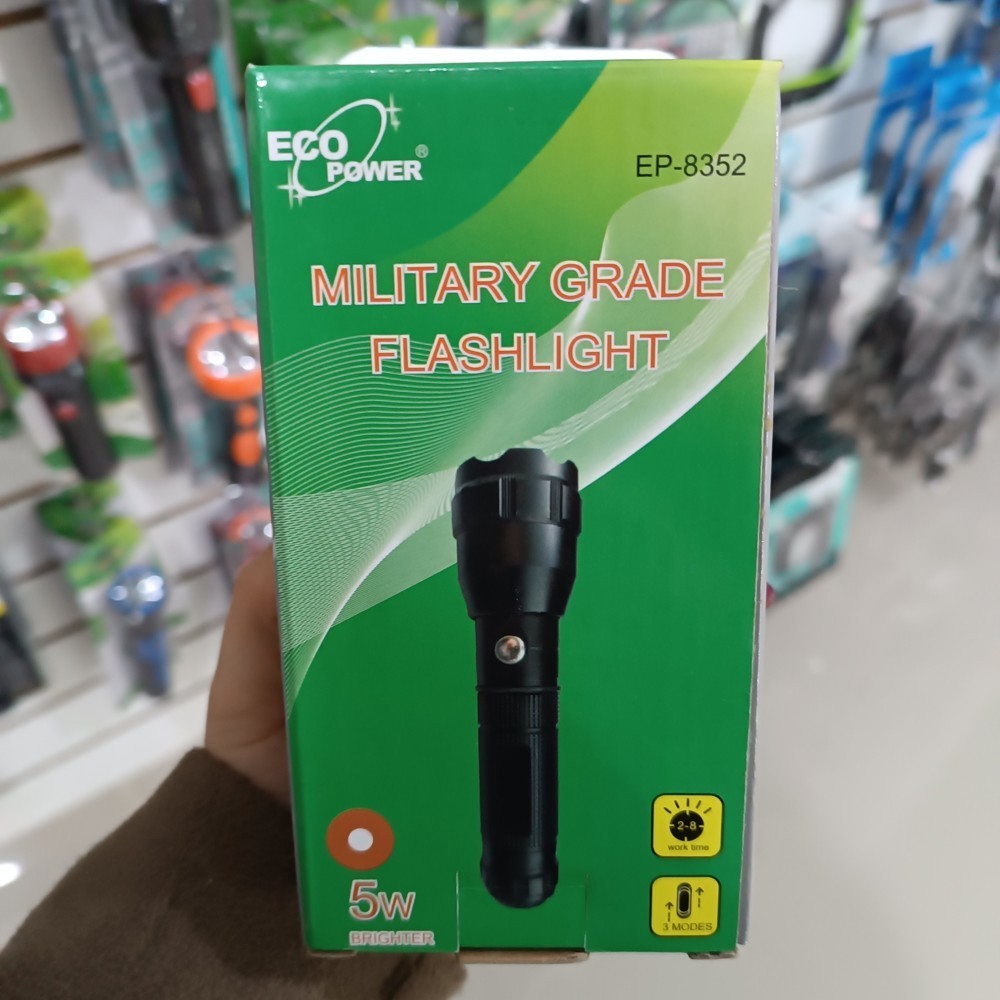 ECO
POWER®
EP-8352
MILITARY GRADE
FLASHLIGHT
2-8
work time
5W
BRIGHTER
3 MODES